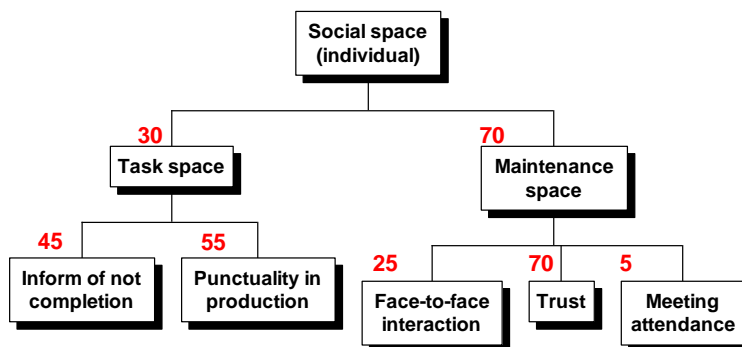 Social space
(individual)
30
70
Task space
Maintenance
space
45
55
25
70
5
Inform of not
completion
Punctuality in
production
Face-to-face
interaction
Trust
Meeting
attendance